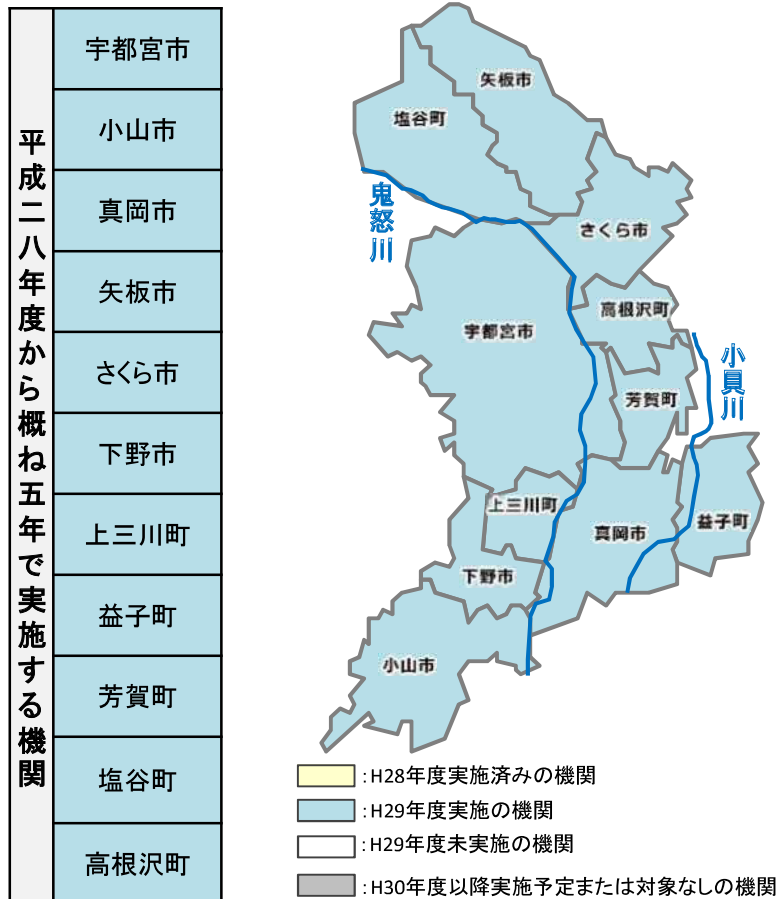 平成二八年度から概ね五年で実施する機関
宇都宮市
小山市
真岡市
矢板市
さくら市
下野市
上三川町
益子町
芳賀町
塩谷町
高根沢町
矢板市
塩谷町
鬼怒川
さくら市
高根沢町
宇都宮市
小貝川
芳賀町
上三川町
真岡市
益子町
下野市
小山市
:H28年度実施済みの機関
:H29年度実施の機関
:H29年度未実施の機関
:H30年度以降実施予定または対象なしの機関